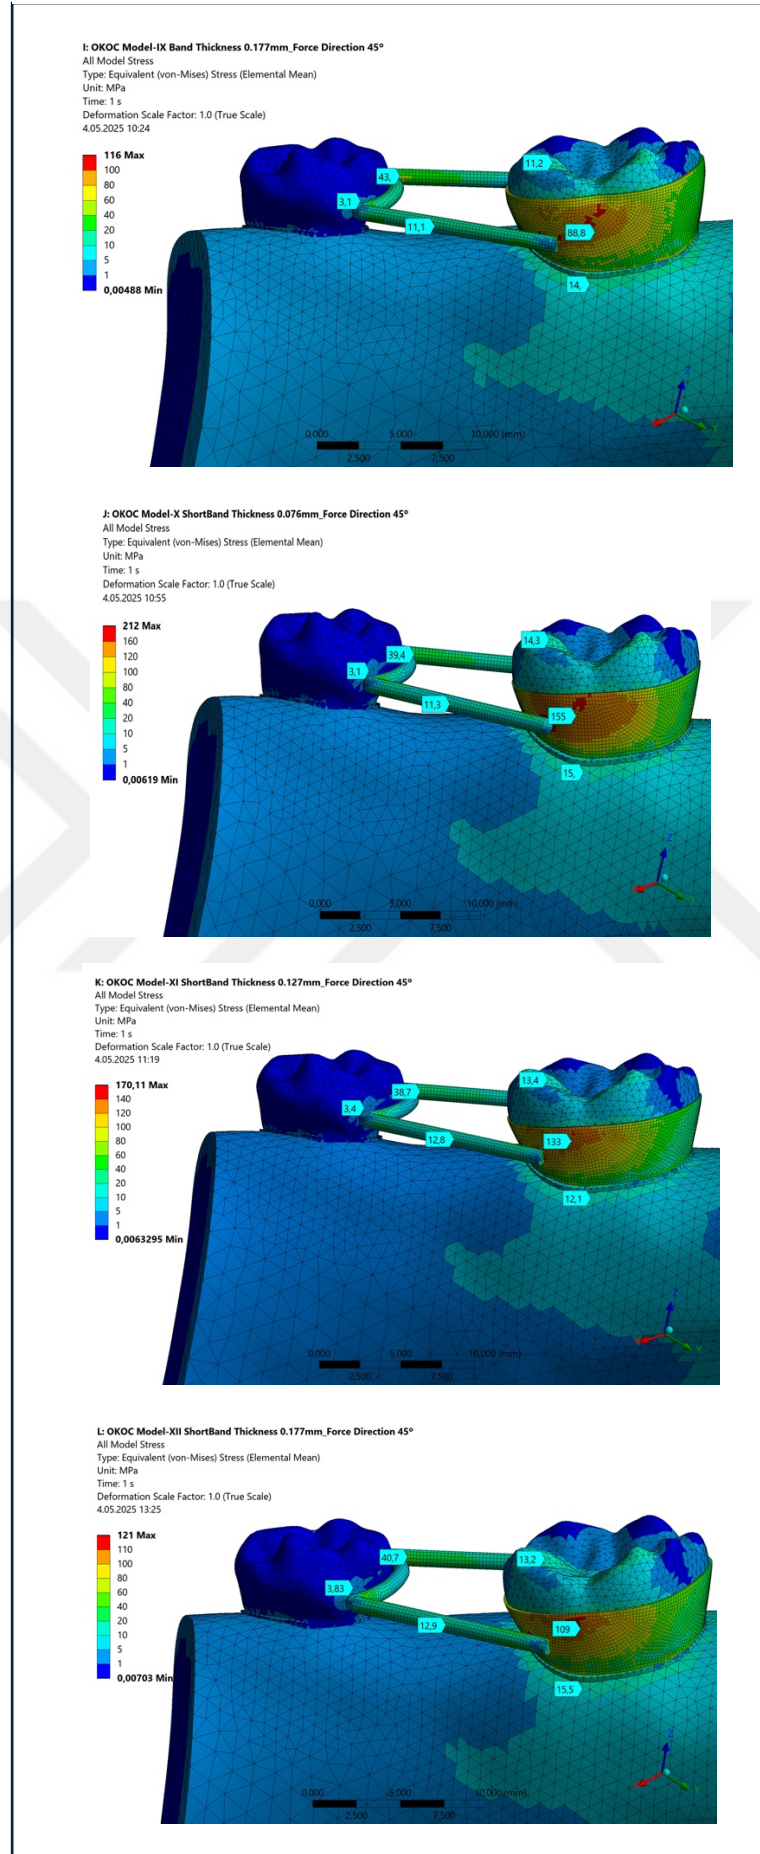 I: OKOC Model-IX Band Thickness 0.177mm_Force Direction 45º
All Model Stress
Type: Equivalent (von-Mises) Stress (Elemental Mean)
Unit: MPa
Time: 1 s
Deformation Scale Factor: 1.0 (True Scale)
4.05.2025 10:24
116 Max
100
80
60
40
20
10
5
1
0,00488 Min
11,2
43,
3,1
11,1
88,8
14,
Z
Y
0,000 5,000 10,000 (mm)
2,500 7,500
J: OKOC Model-X ShortBand Thickness 0.076mm_Force Direction 45º
All Model Stress
Type: Equivalent (von-Mises) Stress (Elemental Mean)
Unit: MPa
Time: 1 s
Deformation Scale Factor: 1.0 (True Scale)
4.05.2025 10:55
212 Max
160
120
100
80
40
20
10
5
1
0,00619 Min
14,3
39,4
3,1
11,3
155
15,
Z
Y
0,000 5,000 10,000 (mm)
2,500 7,500
K: OKOC Model-XI ShortBand Thickness 0.127mm_Force Direction 45º
All Model Stress
Type: Equivalent (von-Mises) Stress (Elemental Mean)
Unit: MPa
Time: 1 s
Deformation Scale Factor: 1.0 (True Scale)
4.05.2025 11:19
170,11 Max
140
120
100
80
60
40
20
10
5
1
0,0063295 Min
13,4
38,7
3,4
12,8
133
12,1
Z
Y
0,000 5,000 10,000 (mm)
2,500 7,500
L: OKOC Model-XII ShortBand Thickness 0.177mm_Force Direction 45º
All Model Stress
Type: Equivalent (von-Mises) Stress (Elemental Mean)
Unit: MPa
Time: 1 s
Deformation Scale Factor: 1.0 (True Scale)
4.05.2025 13:25
121 Max
110
100
80
60
40
20
10
5
1
0,00703 Min
40,7
13,2
3,83
12,9
109
15,5
Z
Y
0,000 5,000 10,000 (mm)
2,500 7,500